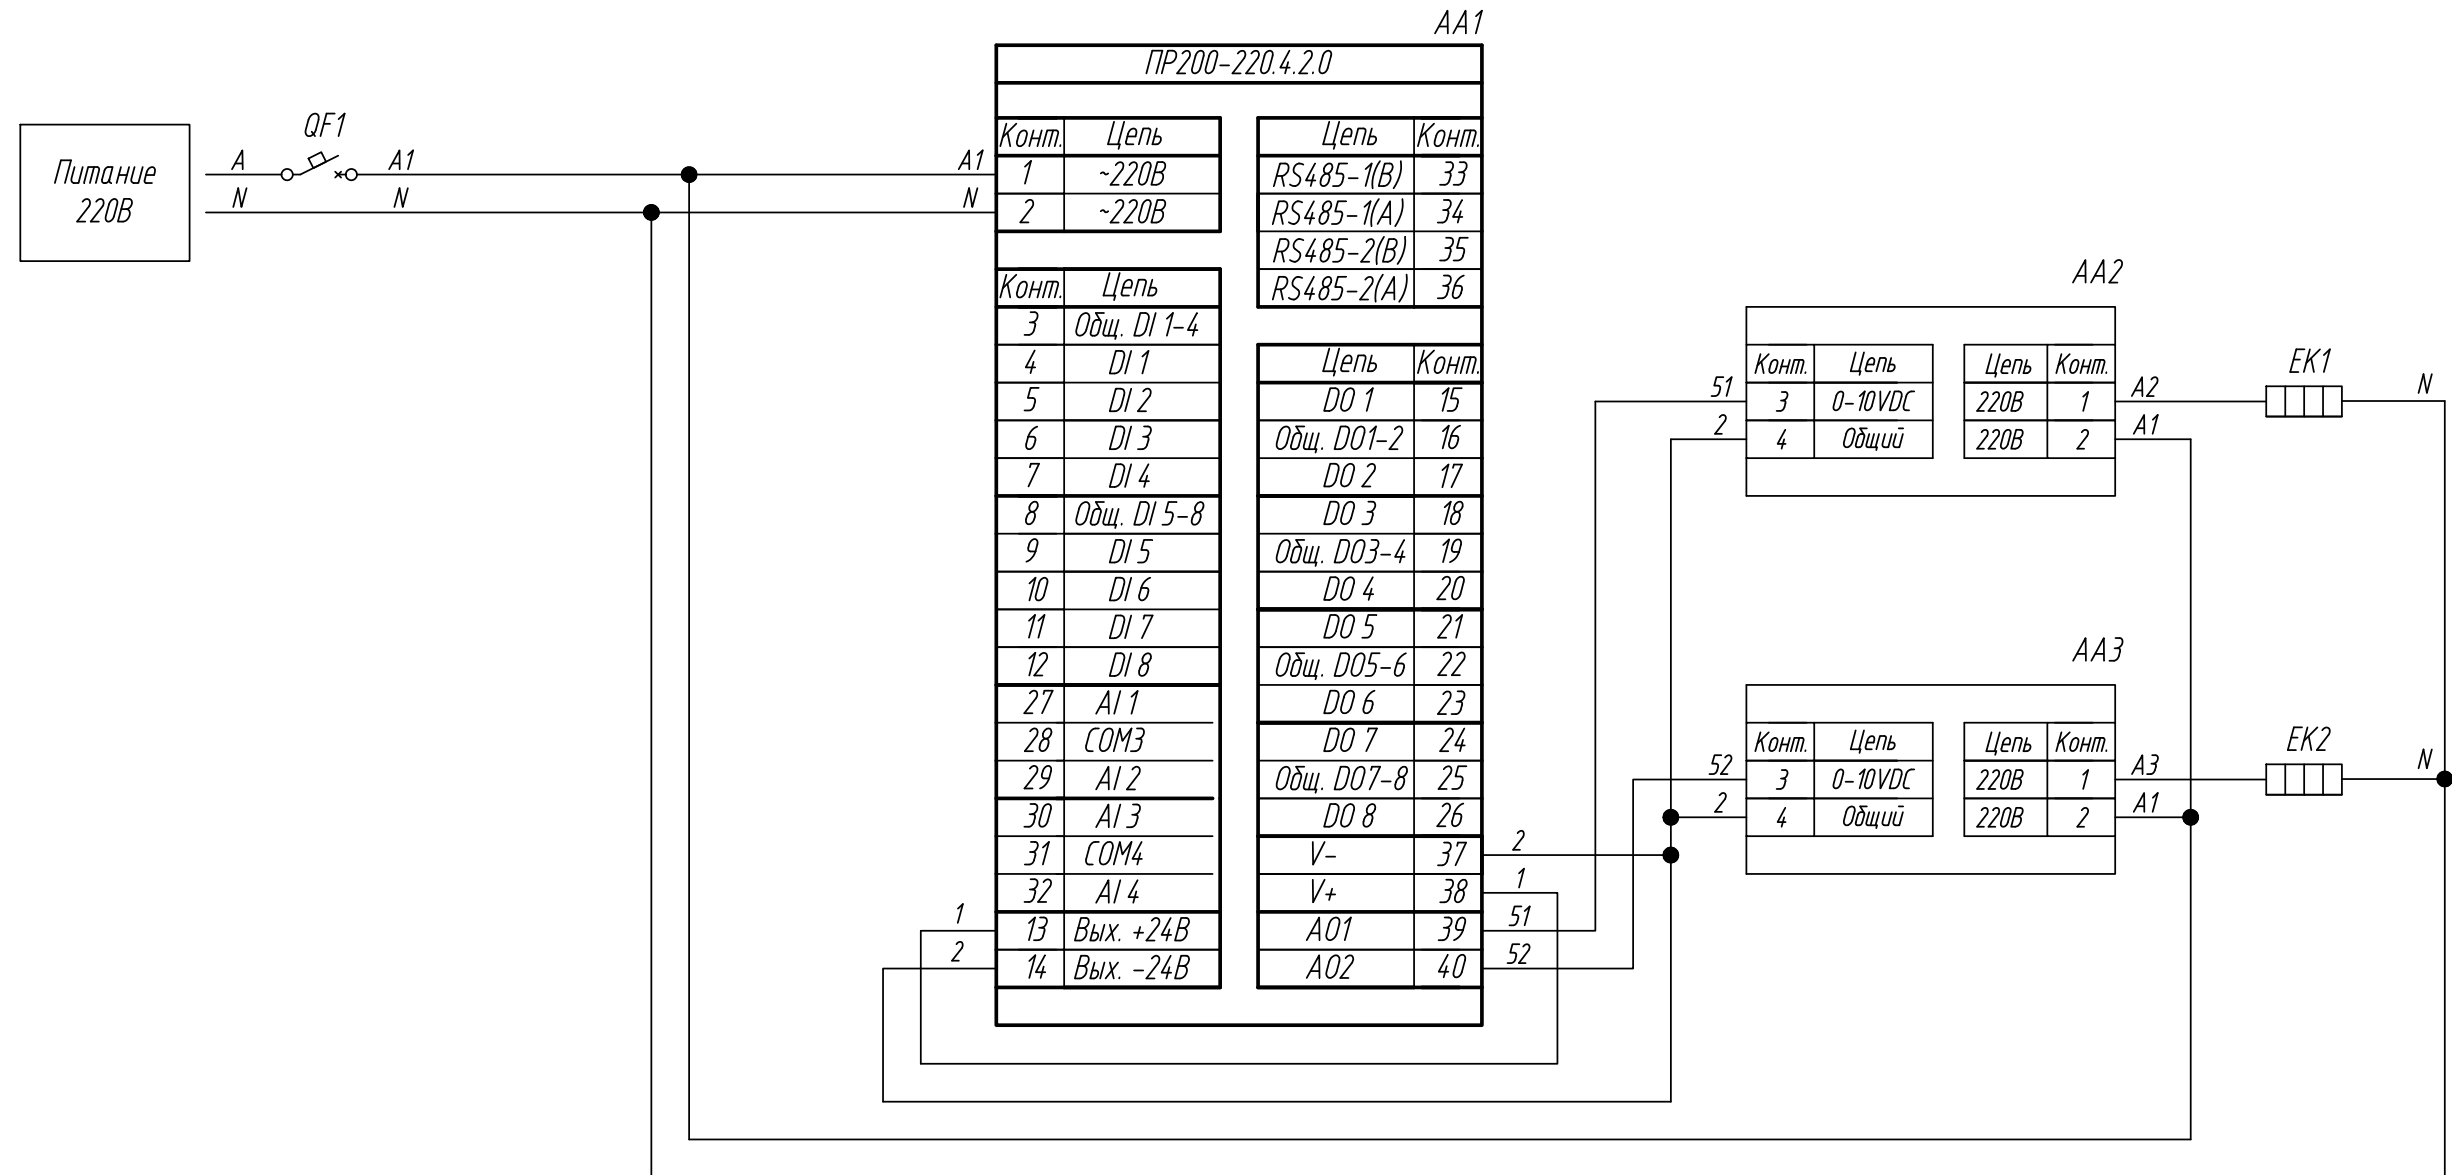 AA1
ПР200-220.4.2.0
Питание
220В
QF1
A
A1
N
N
A1
N
Конт. Цепь
1 ~220В
2 ~220В
Конт. Цепь
3 Общ. DI 1-4
4 DI 1
5 DI 2
6 DI 3
7 DI 4
8 Общ. DI 5-8
9 DI 5
10 DI 6
11 DI 7
12 DI 8
27 AI 1
28 COM3
29 AI 2
30 AI 3
31 COM4
32 AI 4
13 Вых. +24В
14 Вых. -24В
1
2
Цепь Конт.
RS485-1(B) 33
RS485-1(A) 34
RS485-2(B) 35
RS485-2(A) 36
Цепь Конт.
DO 1 15
Общ. DO1-2 16
DO 2 17
DO 3 18
Общ. DO3-4 19
DO 4 20
DO 5 21
Общ. DO5-6 22
DO 6 23
DO 7 24
Общ. DO7-8 25
DO 8 26
V- 37
V+ 38
AO1 39
AO2 40
2
1
51
52
AA2
51
2
Конт. Цепь
3 0-10VDC
4 Общий
Цепь Конт.
220В 1
220В 2
A2
A1
EK1
N
AA3
52
2
Конт. Цепь
3 0-10VDC
4 Общий
Цепь Конт.
220В 1
220В 2
A3
A1
EK2
N